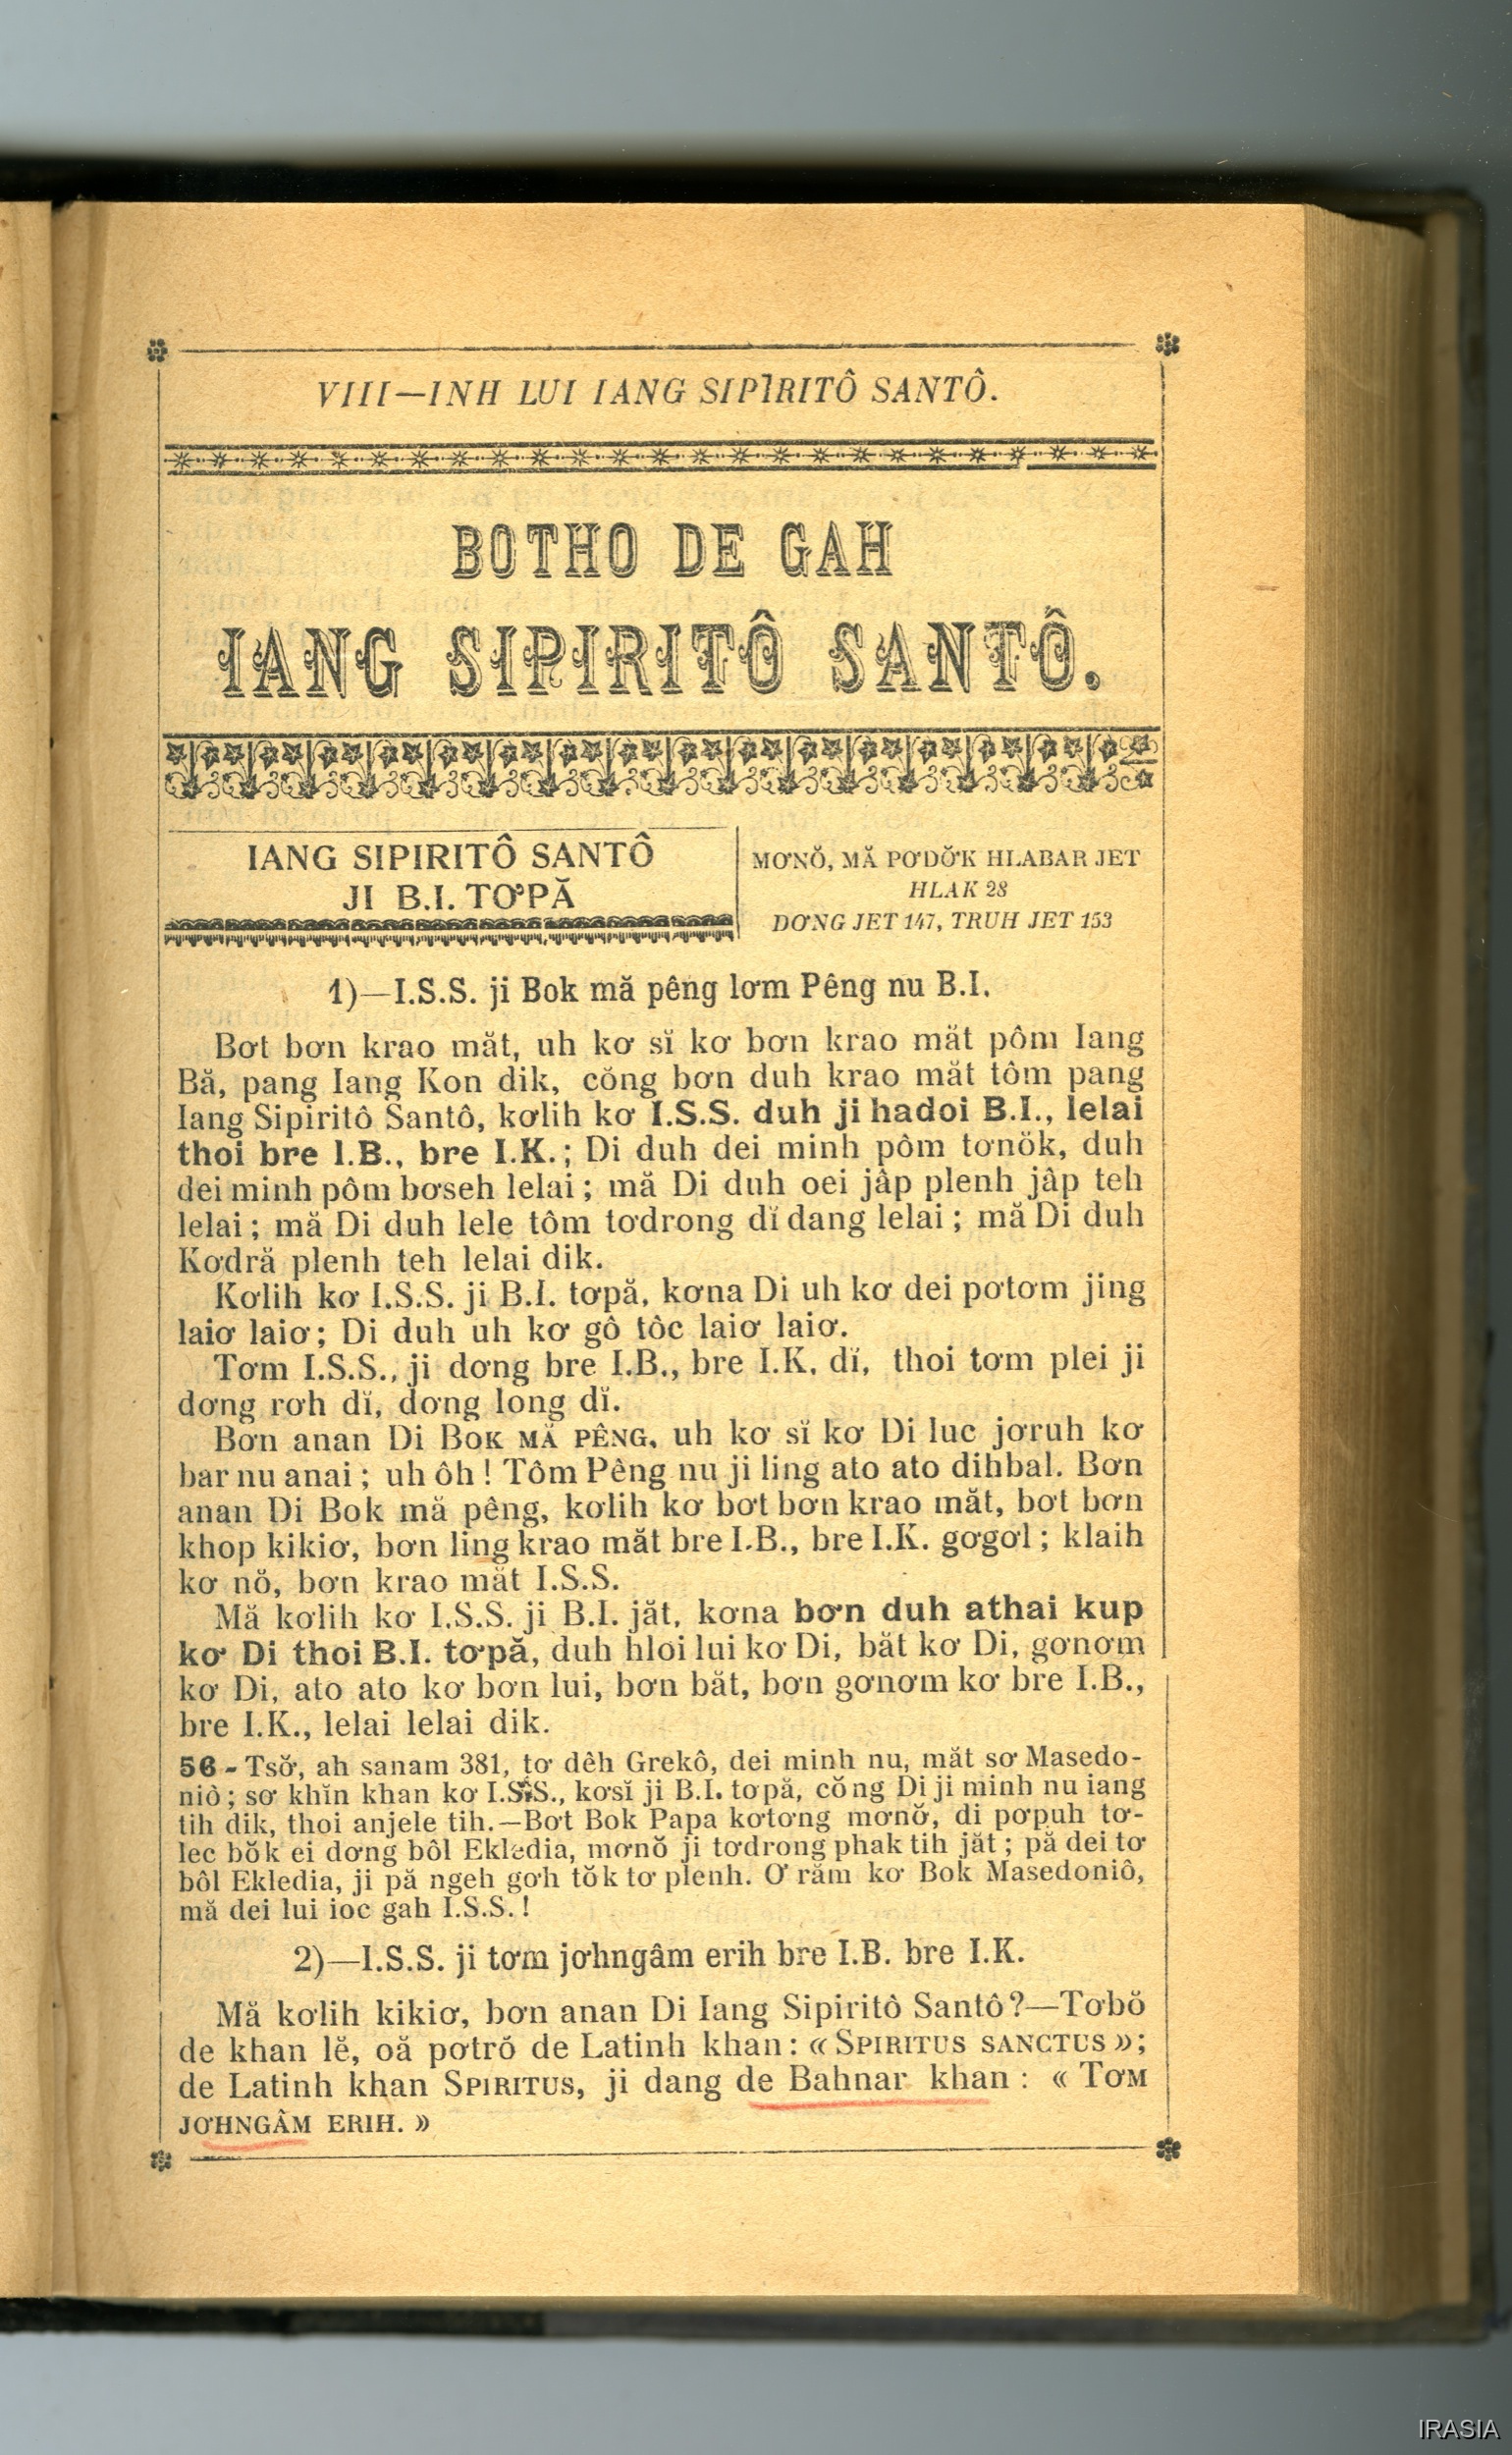 VIII—INH LUI IANG SIPÌRITÔ SANTÔ.
BOTHO DE GAH
IANG SIPIRITÔ SANTÔ.
IANG SIPIRITÔ SANTÔ
JI B.I. TƠPĂ
MƠNŎ, MĂ PƠDŎ'K HLABAR JET
HLAK 28
DƠNG JET 147, TRUH JET 153
1)—I.S.S. ji Bok mă pêng lơm Pêng nu B.I.
Bơt bơn krao măt, uh kơ sĭ kơ bơn krao măt pôm Iang
Bă, pang Iang Kon dik, cŏng bơn duh krao măt tôm pang
Iang Sipiritô Santô, kơlih kơ I.S.S. duh ji hadoi B.I., lelai
thoi bre I.B., bre I.K.; Di duh dei minh pôm tơnŏk, duh
dei minh pôm bơseh lelai; mă Di duh oei jâp plenh jâp teh
lelai; mă Di duh lele tôm tơdrong dĭ dang lelai; mă Di duh
Kơdră plenh teh lelai dik.
Kơlih kơ I.S.S. ji B.I. tơpă, kơna Di uh kơ dei pơtơm jing
laiơ laiơ; Di duh uh kơ gô tôc laiơ laiơ.
Tơm I.S.S., ji dơng bre I.B., bre I.K. dĭ, thoi tơm plei ji
dơng rơh dĭ, dơng long dĭ.
Bơn anan Di BOK MĂ PÊNG, uh kơ sĭ kơ Di luc jơruh kơ
bar nu anai; uh ôh! Tôm Pêng nu ji ling ato ato dihbal. Bơn
anan Di Bok mă pêng, kơlih kơ bơt bơn krao măt, bơt bơn
khop kikiơ, bơn ling krao măt bre I.B., bre I.K. gơgơl; klaih
kơ nŏ, bơn krao măt I.S.S.
Mă kơlih kơ I.S.S. ji B.I. jăt, kơna bơn duh athai kup
kơ Di thoi B.I. tơpă, duh hloi lui kơ Di, băt kơ Di, gơnơm
kơ Di, ato ato kơ bơn lui, bơn băt, bơn gơnơm kơ bre I.B.,
bre I.K., lelai lelai dik.
56 - Tsơ̆, ah sanam 381, tơ dêh Grekô, dei minh nu, măt sơ Masedo-
niô; sơ khĭn khan kơ I.S.S., kơsĭ ji B.I. tơpă, cŏng Di ji minh nu iang
tih dik, thoi anjele tih.—Bơt Bok Papa kơtơng mơnơ̆, di pơpuh tơ-
lec bŏk ei dơng bôl Ekledia, mơnơ̆ ji tơdrong phak tih jăt; pă dei tơ
bôl Ekledia, ji pă ngeh gơh tŏk tơ plenh. Ơ răm kơ Bok Masedoniô,
mă dei lui ioc gah I.S.S.!
2)—I.S.S. ji tơm jơhngâm erih bre I.B. bre I.K.
Mă kơlih kikiơ, bơn anan Di Iang Sipiritô Santô?—Tơbŏ
de khan lĕ, oă pơtrŏ de Latinh khan: « SPIRITUS SANCTUS »;
de Latinh khan SPIRITUS, ji dang de Bahnar khan: « TƠM
JƠHNGÂM ERIH. »
IRASIA